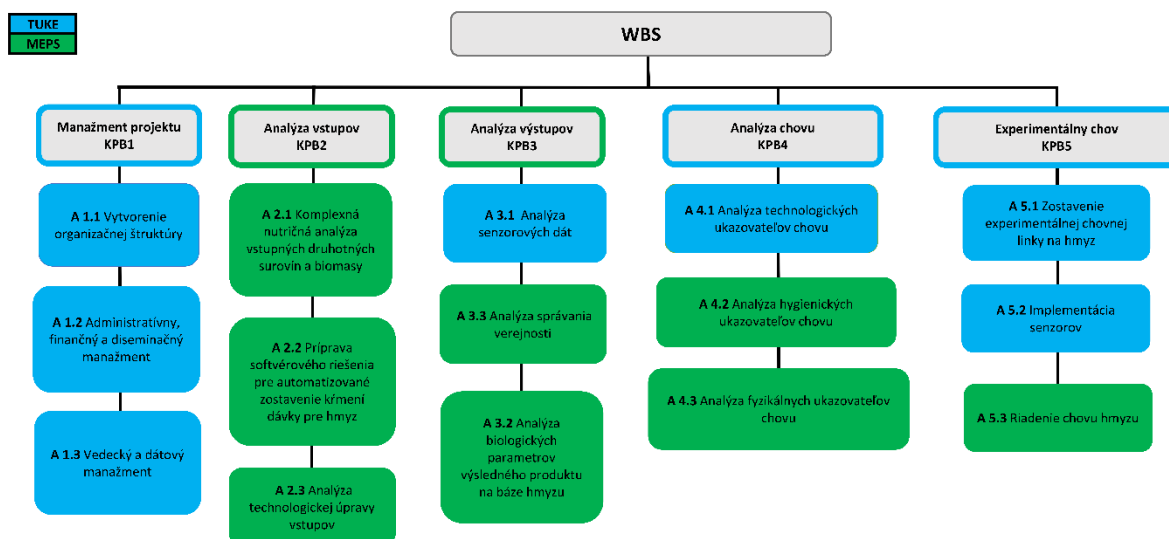 TUKE
MEPS
WBS
Manažment projektu
KPB1
A 1.1 Vytvorenie
organizačnej štruktúry
A 1.2 Administratívny,
finančný a diseminačný
manažment
A 1.3 Vedecký a dátový
manažment
Analýza vstupov
KPB2
A 2.1 Komplexná
nutričná analýza
vstupných druhotných
surovín a biomasy
A 2.2 Príprava
softvérového riešenia
pre automatizované
zostavenie kŕmení
dávky pre hmyz
A 2.3 Analýza
technologickej úpravy
vstupov
Analýza výstupov
KPB3
A 3.1 Analýza
senzorových dát
A 3.3 Analýza správania
verejnosti
A 3.2 Analýza
biologických
parametrov
výsledného produktu
na báze hmyzu
Analýza chovu
KPB4
A 4.1 Analýza technologických
ukazovateľov chovu
A 4.2 Analýza hygienických
ukazovateľov chovu
A 4.3 Analýza fyzikálnych ukazovateľov
chovu
Experimentálny chov
KPB5
A 5.1 Zostavenie
experimentálnej chovnej
linky na hmyz
A 5.2 Implementácia
senzorov
A 5.3 Riadenie chovu hmyzu